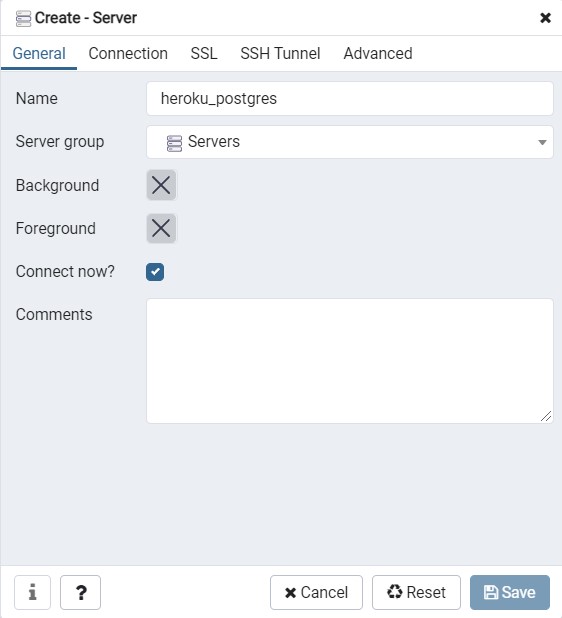 Create - Server
General Connection SSL SSH Tunnel Advanced
Name heroku_postgres
Server group Servers
Background
Foreground
Connect now?
Comments
i ? Cancel Reset Save